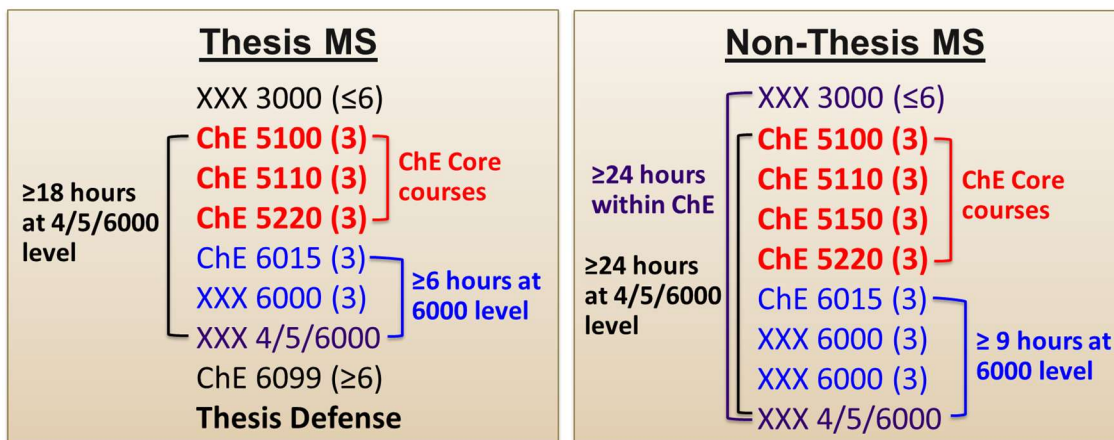 Thesis MS
XXX 3000 (≤6)
ChE 5100 (3)
ChE 5110 (3)
ChE 5220 (3)
ChE 6015 (3)
XXX 6000 (3)
XXX 4/5/6000
ChE 6099 (≥6)
Thesis Defense
≥18 hours
at 4/5/6000
level
ChE Core
courses
≥6 hours at
6000 level
Non-Thesis MS
XXX 3000 (≤6)
ChE 5100 (3)
ChE 5110 (3)
ChE 5150 (3)
ChE 5220 (3)
ChE 6015 (3)
XXX 6000 (3)
XXX 6000 (3)
XXX 4/5/6000
≥24 hours
within ChE
≥24 hours
at 4/5/6000
level
ChE Core
courses
≥ 9 hours at
6000 level